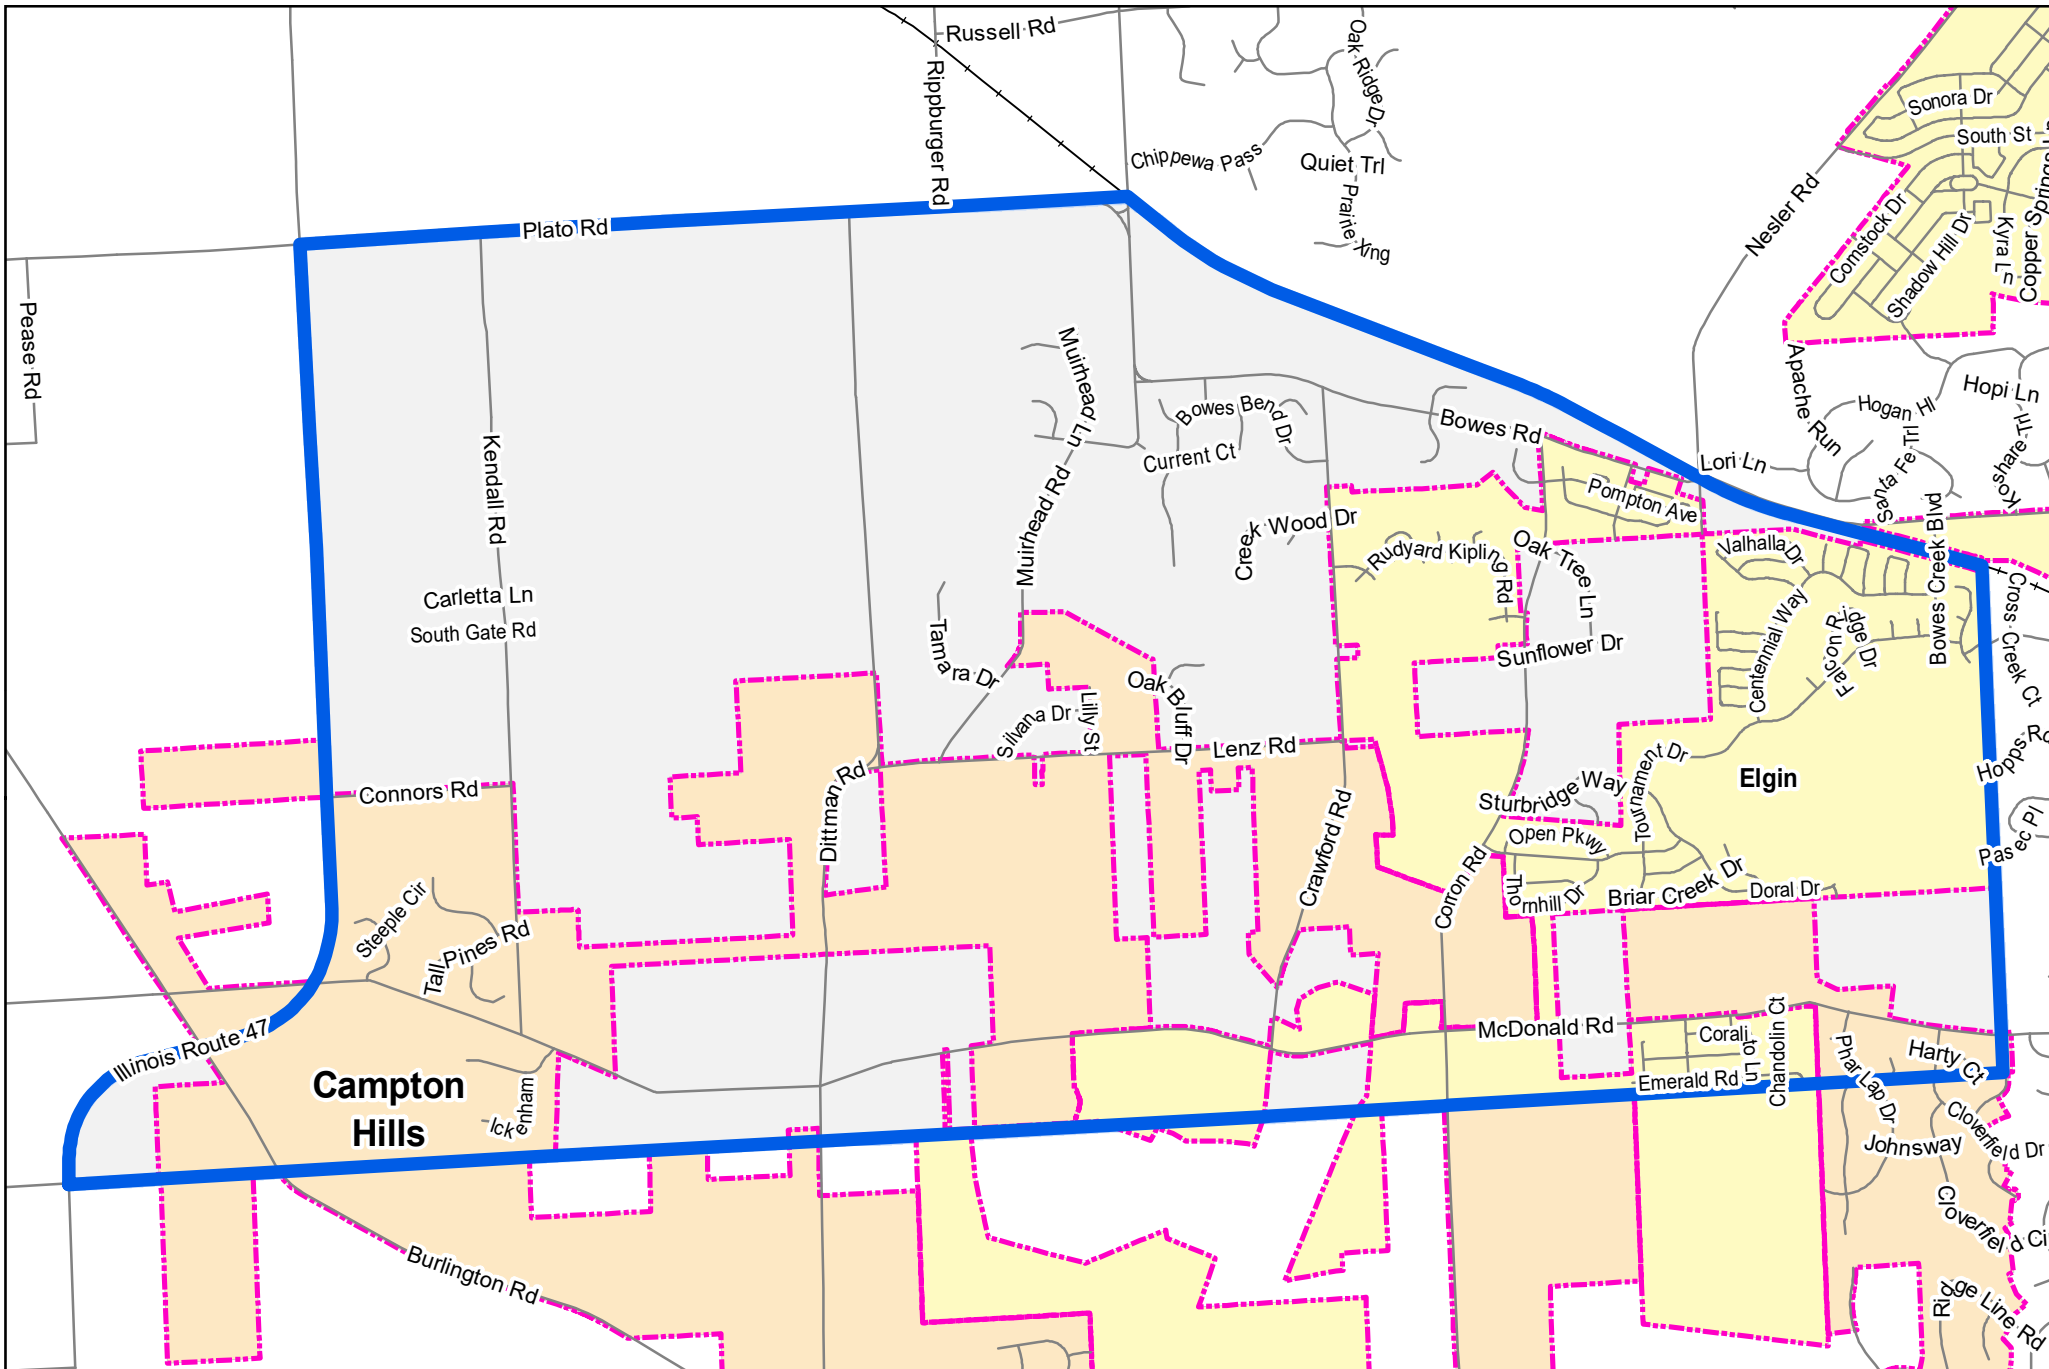 Russell Rd
Rippburger Rd
Oak Ridge Dr
Chippewa Pass
Quiet Trl
Prairie Xing
Nesler Rd
Sonora Dr
South St
Comstock Dr
Shadow Hill Dr
Kyra Ln
Copper Springs
Plato Rd
Pease Rd
Muirhead Ln
Muirhead Rd
Bowes Bend Dr
Current Ct
Bowes Rd
Apache Run
Hopi Ln
Hogan Hl
Lori Ln
Santa Fe Trl
Koshare Trl
Kendall Rd
Creek Wood Dr
Pompton Ave
Rudyard Kipling Rd
Oak Tree Ln
Valhalla Dr
Bowes Creek Blvd
Cross Creek Ct
Carletta Ln
South Gate Rd
Tamara Dr
Sunflower Dr
Centennial Way
Falcon Ridge Dr
Oak Bluff Dr
Silvana Dr
Lilly St
Lenz Rd
Connors Rd
Dittman Rd
Crawford Rd
Sturbridge Way
Tournament Dr
Elgin
Hopps Rd
Open Pkwy
Pasec Pl
Corron Rd
Thornhill Dr
Briar Creek Dr
Doral Dr
Steeple Cir
Tall Pines Rd
McDonald Rd
Coralito Ln
Chandolin Ct
Emerald Rd
Phar Lap Dr
Harty Ct
Illinois Route 47
Campton
Hills
Ickenham
Cloverfield Dr
Johnsway
Cloverfield Ci
Burlington Rd
Ridge Line Rd